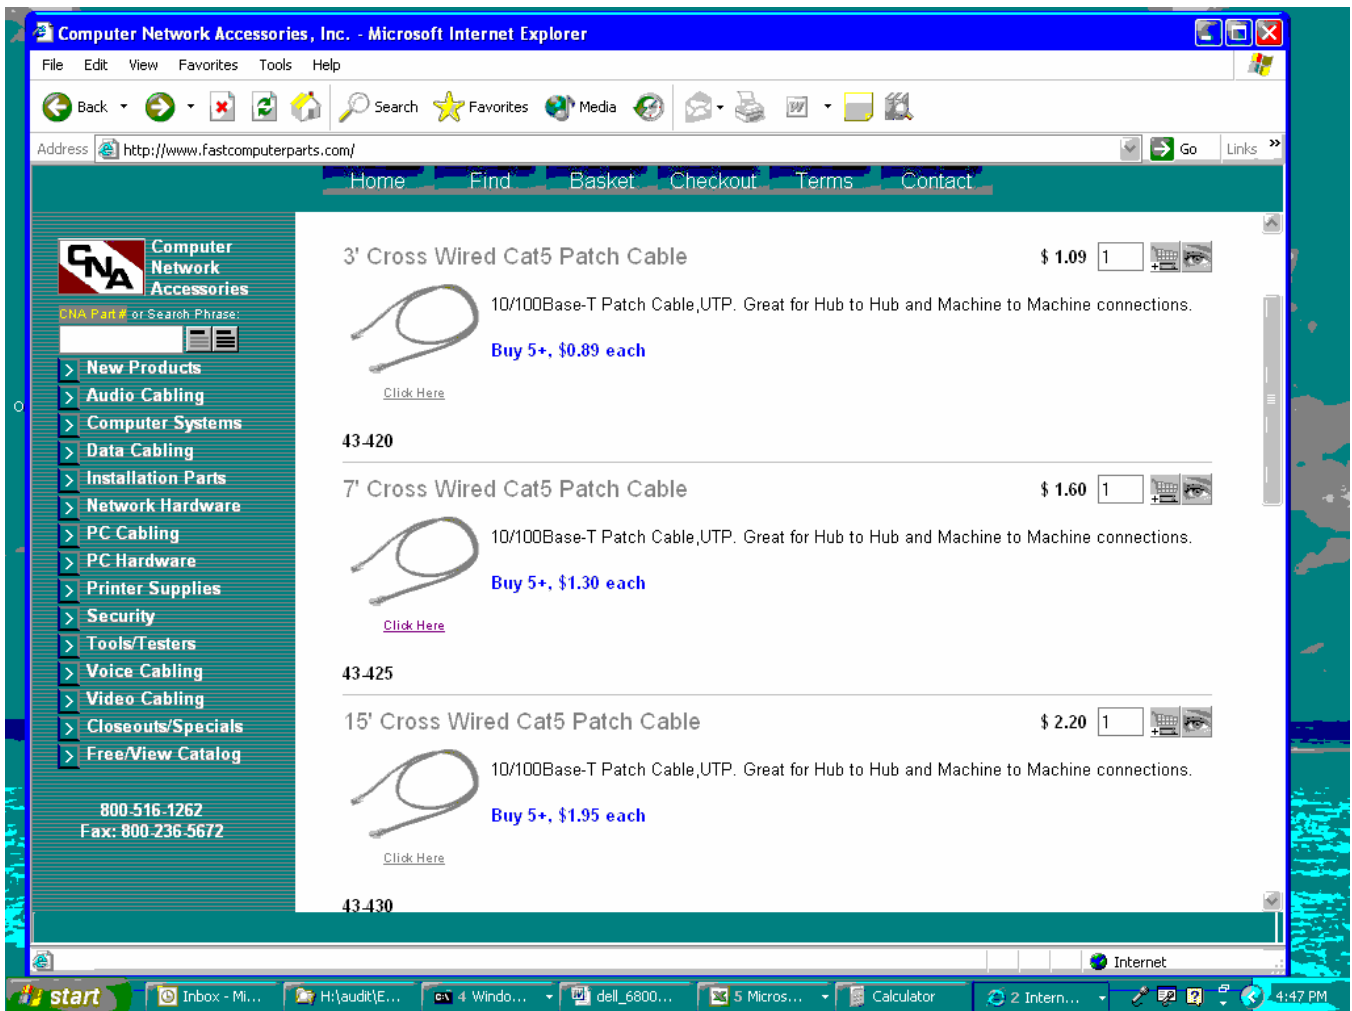 Computer Network Accessories, Inc. - Microsoft Internet Explorer
File Edit View Favorites Tools Help
Back Search Favorites Media
Address http://www.fastcomputerparts.com/ Go Links »
Home Find Basket Checkout Terms Contact
CNA Computer
Network
Accessories
CNA Part# or Search Phrase:
New Products
Audio Cabling
Computer Systems
Data Cabling
Installation Parts
Network Hardware
PC Cabling
PC Hardware
Printer Supplies
Security
Tools/Testers
Voice Cabling
Video Cabling
Closeouts/Specials
Free/View Catalog
800-516-1262
Fax: 800-236-5672
3' Cross Wired Cat5 Patch Cable $ 1.09 1
10/100Base-T Patch Cable,UTP. Great for Hub to Hub and Machine to Machine connections.
Buy 5+, $0.89 each
Click Here
43-420
7' Cross Wired Cat5 Patch Cable $ 1.60 1
10/100Base-T Patch Cable,UTP. Great for Hub to Hub and Machine to Machine connections.
Buy 5+, $1.30 each
Click Here
43-425
15' Cross Wired Cat5 Patch Cable $ 2.20 1
10/100Base-T Patch Cable,UTP. Great for Hub to Hub and Machine to Machine connections.
Buy 5+, $1.95 each
Click Here
43-430
Internet
start Inbox - Mi... H:\audit\E... 4 Windo... dell_6800... 5 Micros... Calculator 2 Intern... 4:47 PM